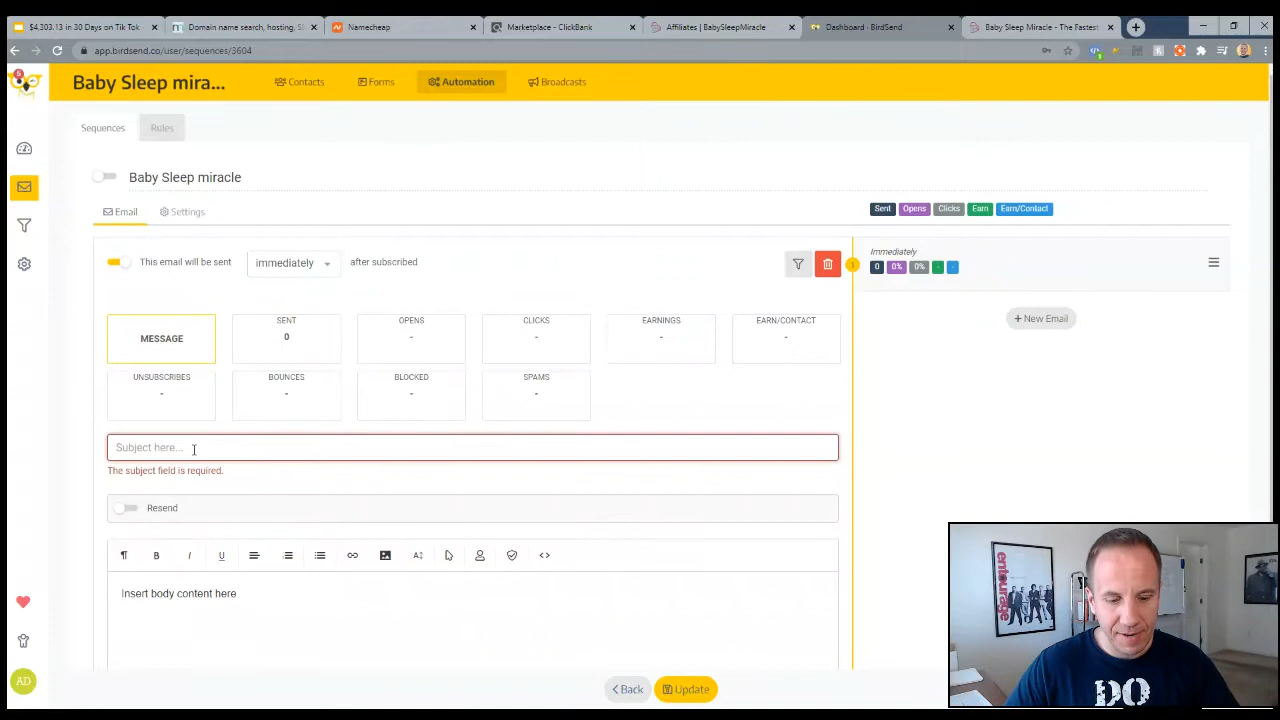 $4,303.13 in 30 Days on Tik Tok
Domain name search, hosting, S
Namecheap
Marketplace - ClickBank
Affiliates | BabySleepMiracle
Dashboard - BirdSend
Baby Sleep Miracle - The Fastest
app.birdsend.co/user/sequences/3604
Baby Sleep mira...
Contacts
Forms
Automation
Broadcasts
Sequences
Rules
Baby Sleep miracle
Email
Settings
Sent
Opens
Clicks
Earn
Earn/Contact
This email will be sent
immediately
after subscribed
1
Immediately
0
0%
0%
-
-
MESSAGE
SENT
0
OPENS
-
CLICKS
-
EARNINGS
-
EARN/CONTACT
-
+ New Email
UNSUBSCRIBES
-
BOUNCES
-
BLOCKED
-
SPAMS
-
Subject here...
The subject field is required.
Resend
B
I
U
Insert body content here
AD
Back
Update
entourage
DO